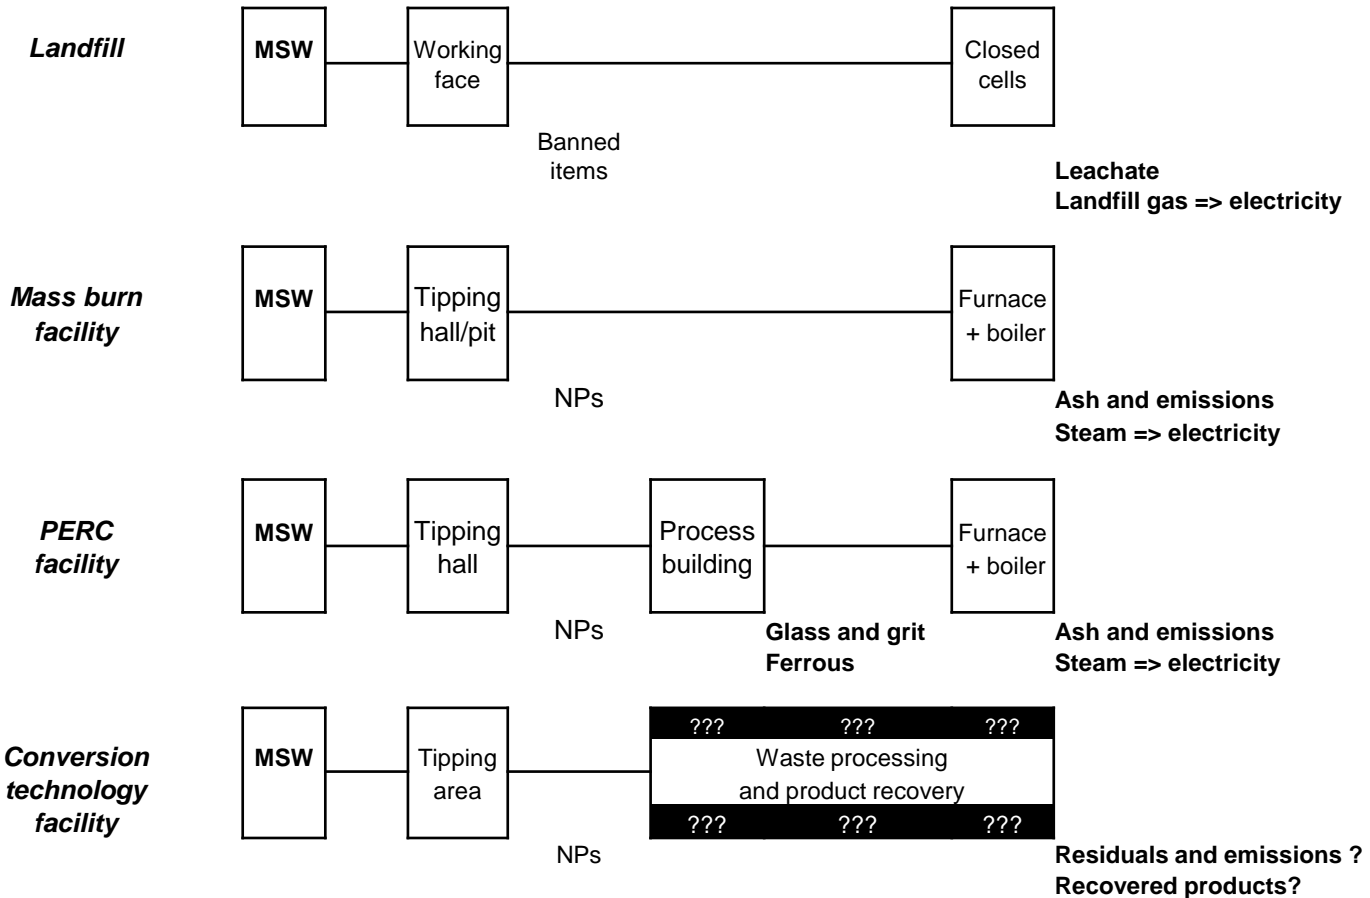 Landfill
MSW
Working
face
Closed
cells
Banned
items
Leachate
Landfill gas => electricity
Mass burn
facility
MSW
Tipping
hall/pit
Furnace
+ boiler
NPs
Ash and emissions
Steam => electricity
PERC
facility
MSW
Tipping
hall
Process
building
Furnace
+ boiler
NPs
Glass and grit
Ferrous
Ash and emissions
Steam => electricity
Conversion
technology
facility
MSW
Tipping
area
??? ??? ???
Waste processing
and product recovery
??? ??? ???
NPs
Residuals and emissions ?
Recovered products?